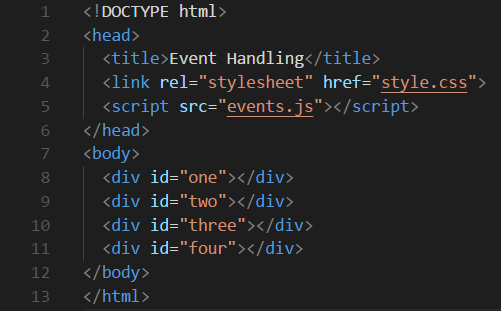 1 <!DOCTYPE html>
2 <head>
3   <title>Event Handling</title>
4   <link rel="stylesheet" href="style.css">
5   <script src="events.js"></script>
6 </head>
7 <body>
8   <div id="one"></div>
9   <div id="two"></div>
10   <div id="three"></div>
11   <div id="four"></div>
12 </body>
13 </html>